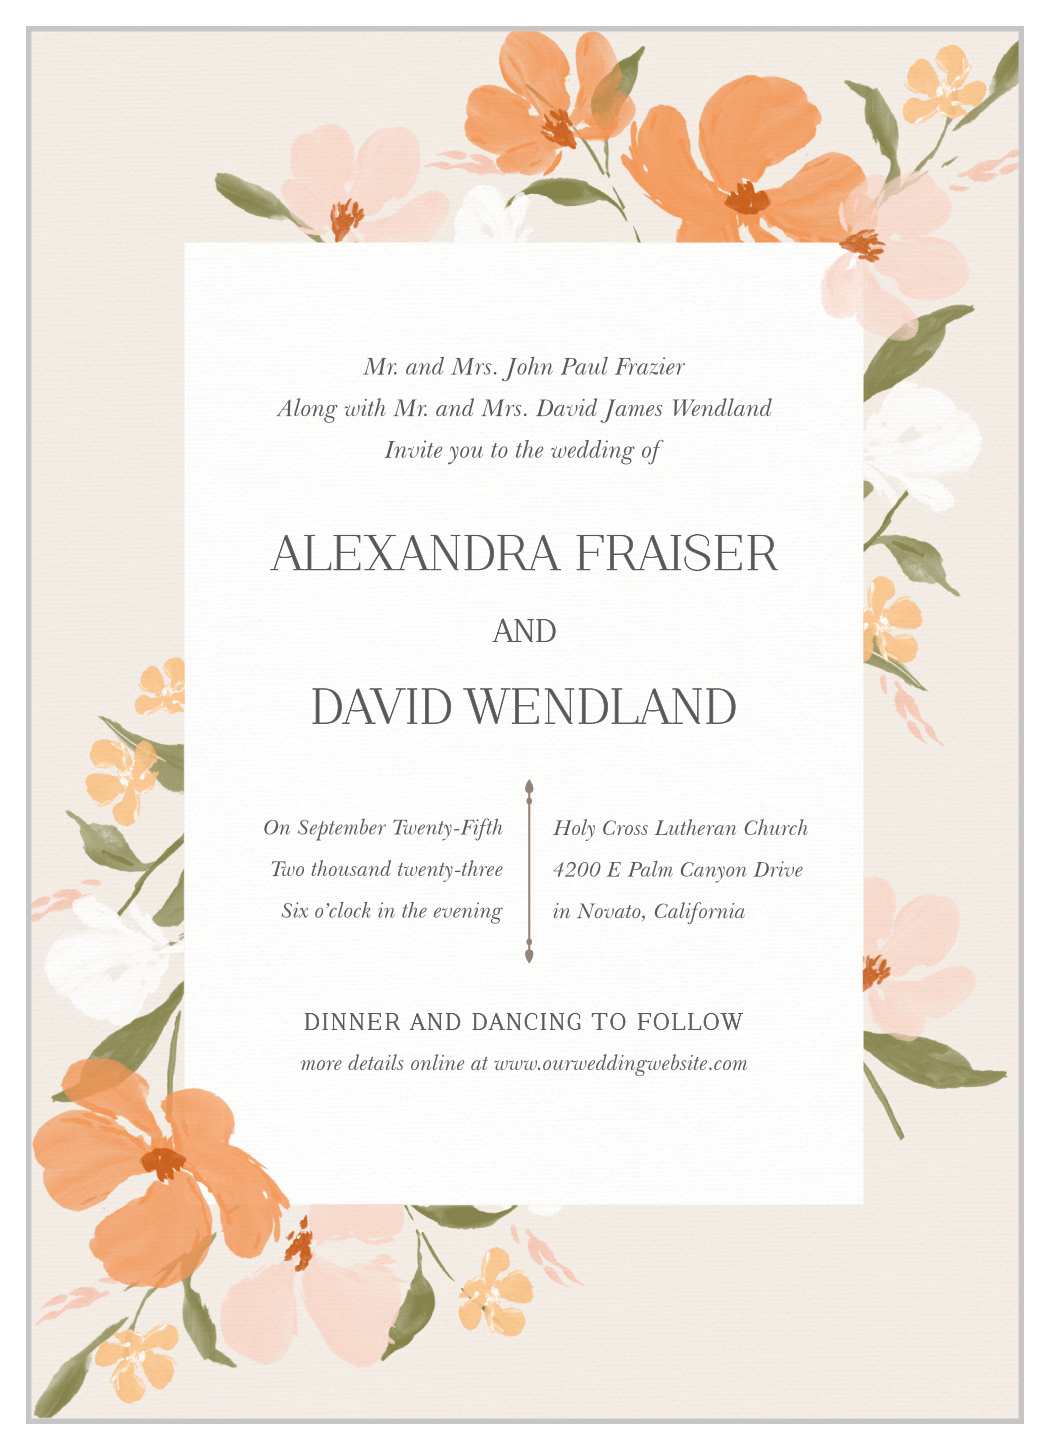 Mr. and Mrs. John Paul Frazier
Along with Mr. and Mrs. David James Wendland
Invite you to the wedding of
ALEXANDRA FRAISER
AND
DAVID WENDLAND
On September Twenty-Fifth
Two thousand twenty-three
Six o'clock in the evening
Holy Cross Lutheran Church
4200 E Palm Canyon Drive
in Novato, California
DINNER AND DANCING TO FOLLOW
more details online at www.ourweddingwebsite.com